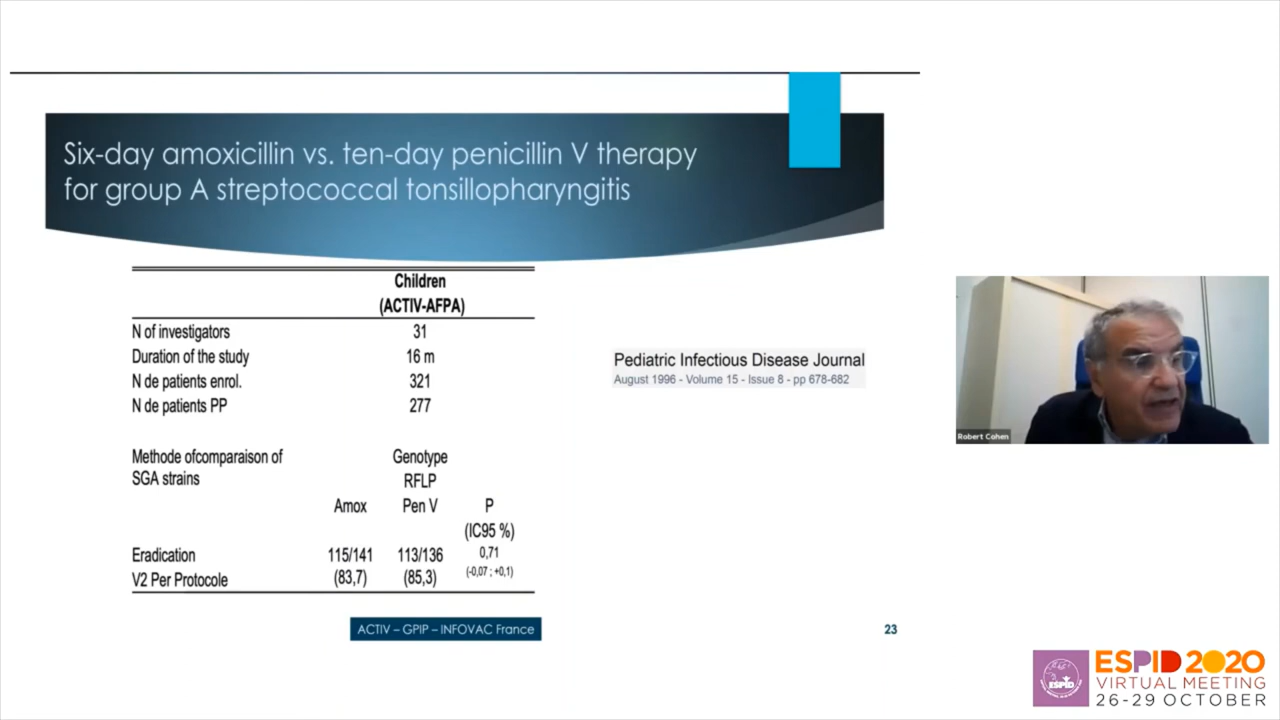 Six-day amoxicillin vs. ten-day penicillin V therapy
for group A streptococcal tonsillopharyngitis
Children
(ACTIV-AFPA)
N of investigators 31
Duration of the study 16 m
N de patients enrol. 321
N de patients PP 277
Methode ofcomparaison of Genotype
SGA strains RFLP
Amox Pen V P
(IC95 %)
Eradication 115/141 113/136 0,71
V2 Per Protocole (83,7) (85,3) (-0,07 ; +0,1)
Pediatric Infectious Disease Journal
August 1996 - Volume 15 - Issue 8 - pp 678-682
ACTIV – GPIP – INFOVAC France
23
Robert Cohen
ESPID
ESPID 2020
VIRTUAL MEETING
26-29 OCTOBER